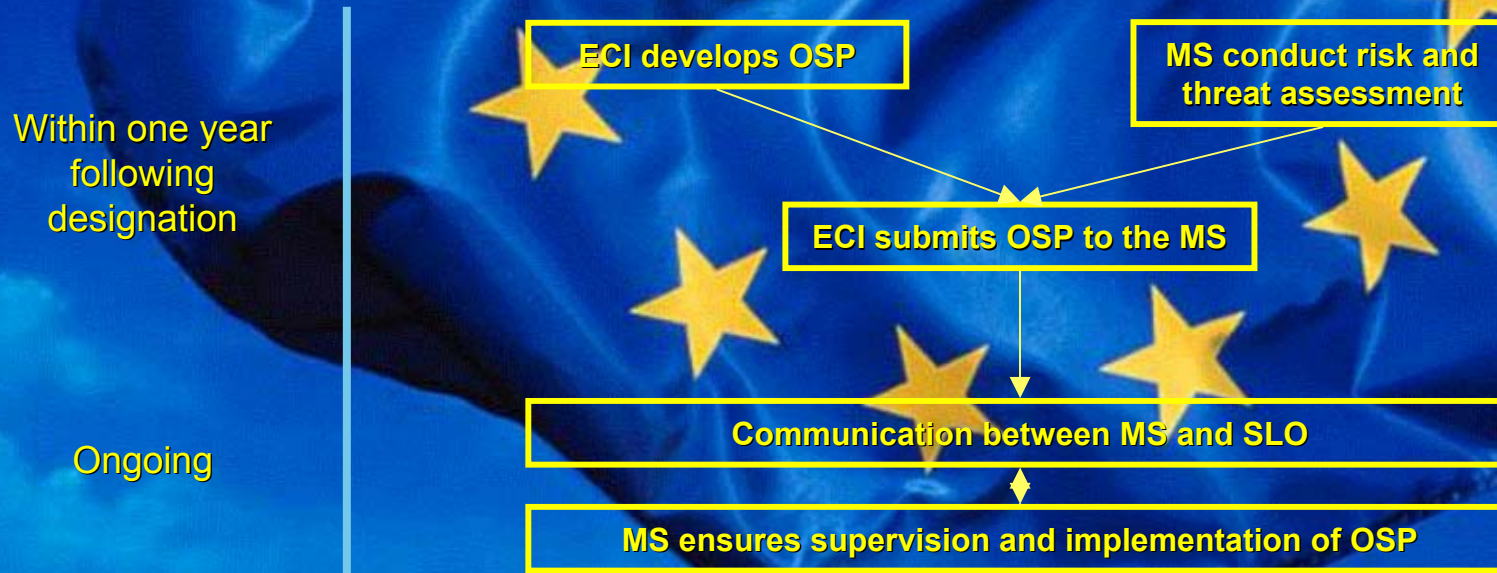 Within one year
following
designation
ECI develops OSP
MS conduct risk and
threat assessment
ECI submits OSP to the MS
Ongoing
Communication between MS and SLO
MS ensures supervision and implementation of OSP